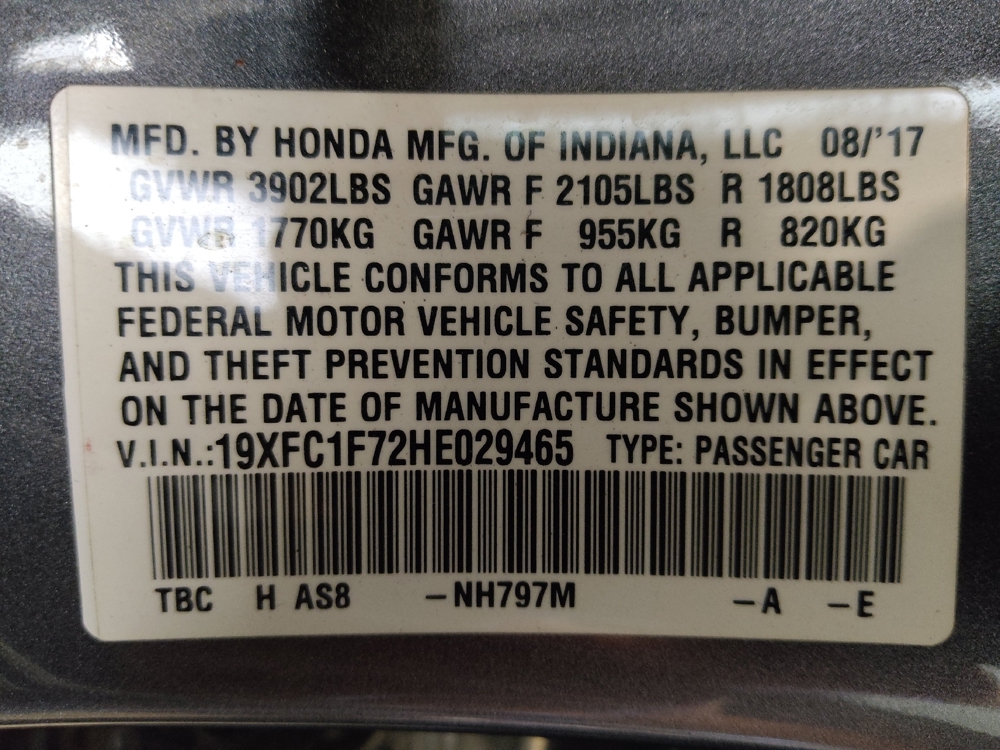 MFD. BY HONDA MFG. OF INDIANA, LLC 08/'17
GVWR 3902LBS GAWR F 2105LBS R 1808LBS
GVWR 1770KG GAWR F 955KG R 820KG
THIS VEHICLE CONFORMS TO ALL APPLICABLE
FEDERAL MOTOR VEHICLE SAFETY, BUMPER,
AND THEFT PREVENTION STANDARDS IN EFFECT
ON THE DATE OF MANUFACTURE SHOWN ABOVE.
V.I.N.:19XFC1F72HE029465 TYPE: PASSENGER CAR
TBC H AS8 –NH797M –A –E